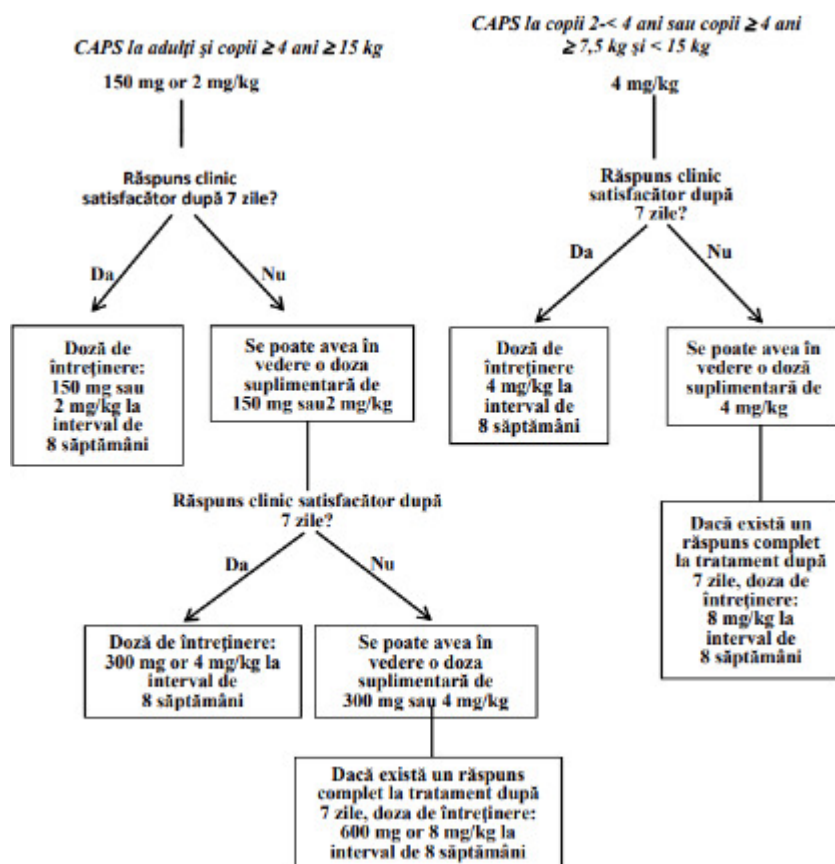 CAPS la adulți și copii ≥ 4 ani ≥ 15 kg
150 mg or 2 mg/kg
Răspuns clinic
satisfăcător după 7 zile?
Da
Nu
Doză de
întreținere:
150 mg sau
2 mg/kg la
interval de
8 săptămâni
Se poate avea în
vedere o doza
suplimentară de
150 mg sau2 mg/kg
Răspuns clinic satisfăcător după
7 zile?
Da
Nu
Doză de întreținere:
300 mg or 4 mg/kg la
interval de
8 săptămâni
Se poate avea în
vedere o doza
suplimentară de
300 mg sau 4 mg/kg
Dacă există un răspuns
complet la tratament după
7 zile, doza de întreținere:
600 mg or 8 mg/kg la
interval de 8 săptămâni
CAPS la copii 2-< 4 ani sau copii ≥ 4 ani
≥ 7,5 kg și < 15 kg
4 mg/kg
Răspuns clinic
satisfăcător după
7 zile?
Da
Nu
Doză de
întreținere
4 mg/kg la
interval de
8 săptămâni
Se poate avea în
vedere o doză
suplimentară de
4 mg/kg
Dacă există un
răspuns complet
la tratament după
7 zile, doza de
întreținere:
8 mg/kg la
interval de
8 săptămâni